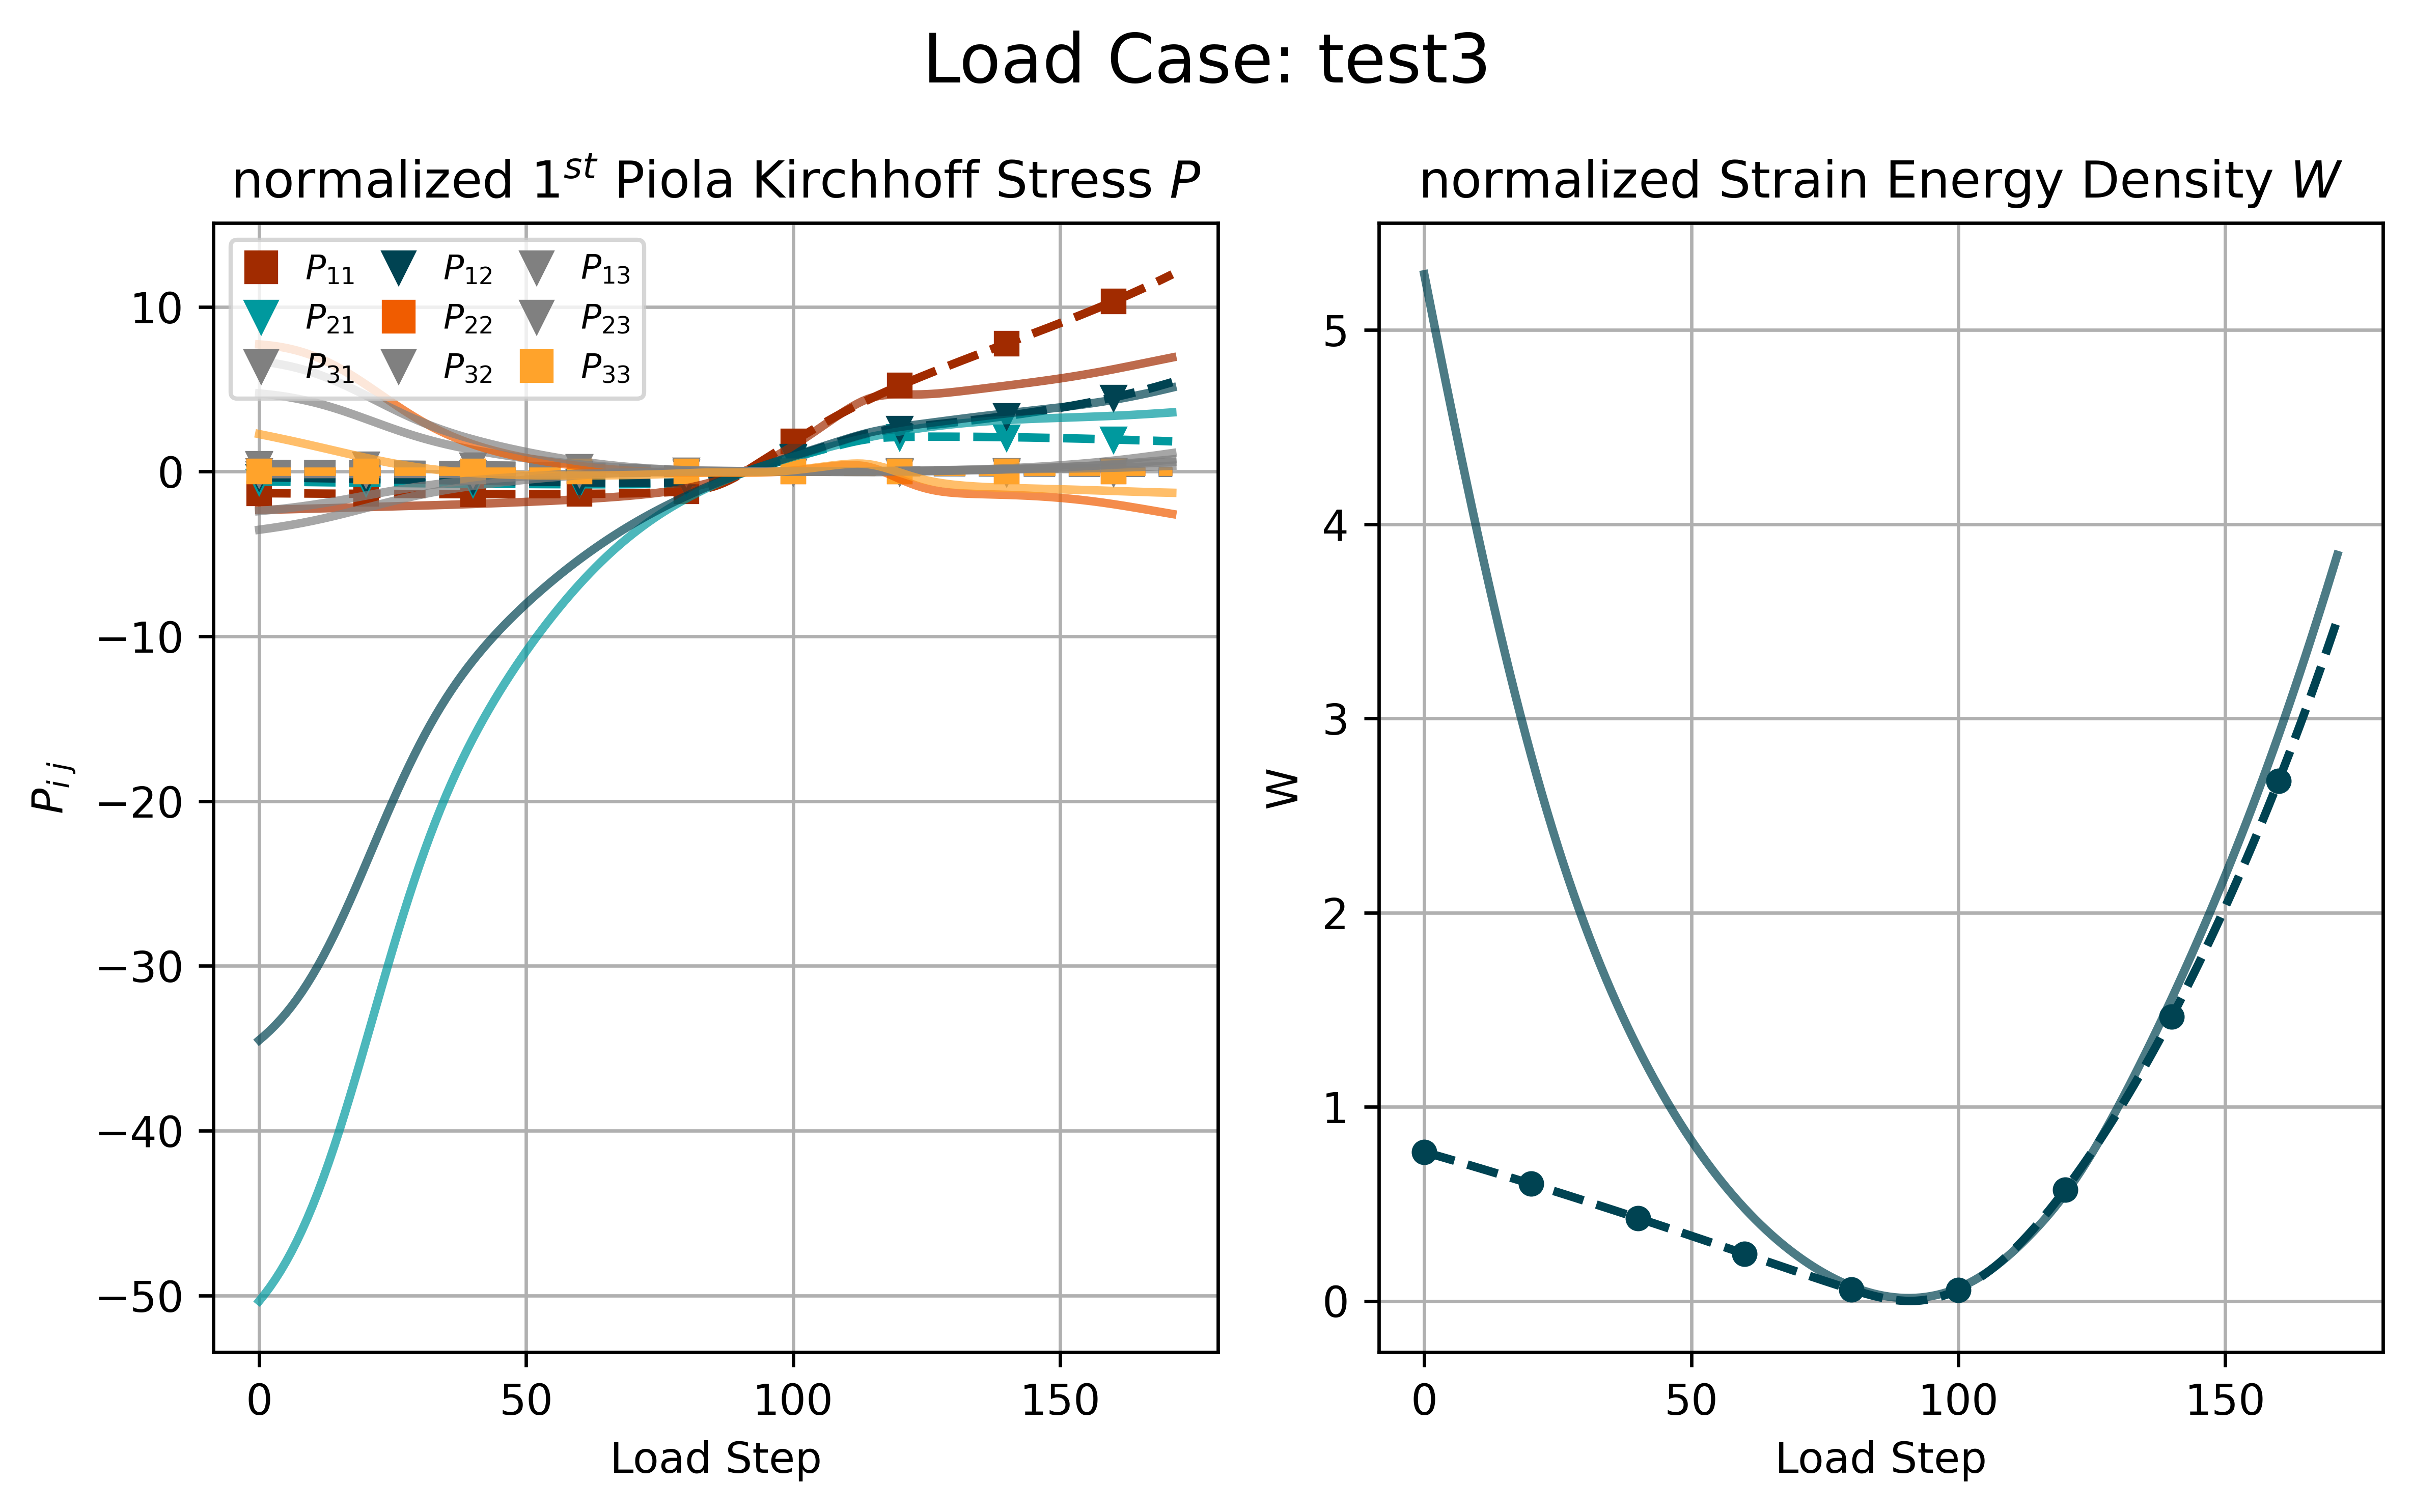 Load Case: test3
normalized 1st Piola Kirchhoff Stress P
P11 P12 P13
P21 P22 P23
P31 P32 P33
10
0
−10
−20
−30
−40
−50
Pi j
0 50 100 150
Load Step
normalized Strain Energy Density W
5
4
3
2
1
0
W
0 50 100 150
Load Step